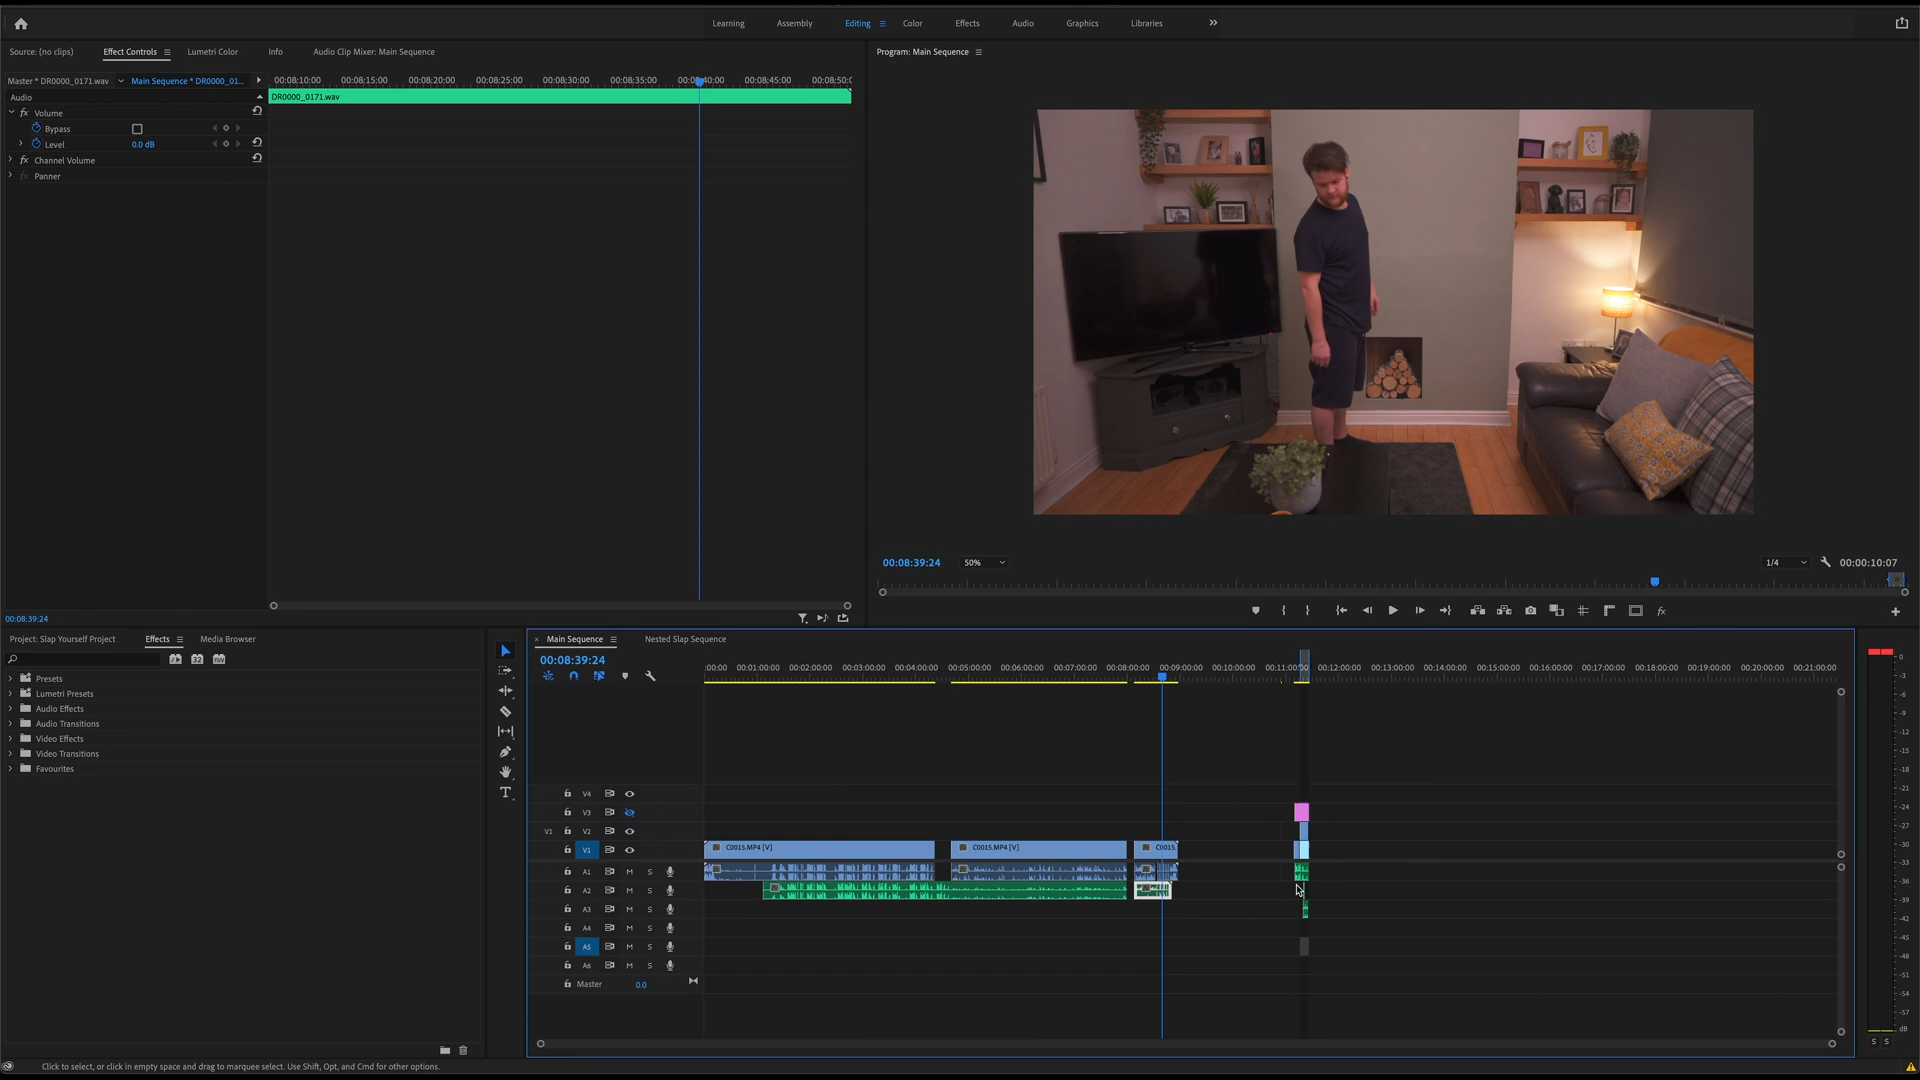 Learning Assembly Editing Color Effects Audio Graphics Libraries
Source: (no clips) Effect Controls Lumetri Color Info Audio Clip Mixer: Main Sequence
Program: Main Sequence
Master * DR0000_0171.wav Main Sequence * DR0000_01...
00:08:10:00 00:08:15:00 00:08:20:00 00:08:25:00 00:08:30:00 00:08:35:00 00:08:40:00 00:08:45:00 00:08:50:0
Audio
DR0000_0171.wav
fx Volume
Bypass
Level 0.0 dB
fx Channel Volume
Panner
00:08:39:24 50% 1/4 00:00:10:07
00:08:39:24
Project: Slap Yourself Project Effects Media Browser
32 YUV
Presets
Lumetri Presets
Audio Effects
Audio Transitions
Video Effects
Video Transitions
Favourites
× Main Sequence Nested Slap Sequence
00:08:39:24
:00:00 00:01:00:00 00:02:00:00 00:03:00:00 00:04:00:00 00:05:00:00 00:06:00:00 00:07:00:00 00:08:00:00 00:09:00:00 00:10:00:00 00:11:00:00 00:12:00:00 00:13:00:00 00:14:00:00 00:15:00:00 00:16:00:00 00:17:00:00 00:18:00:00 00:19:00:00 00:20:00:00 00:21:00:00
V4
V3
V1 V2
V1 C0015.MP4 [V] C0015.MP4 [V] C0015.
A1 M S
A2 M S
A3 M S
A4 M S
A5 M S
A6 M S
Master 0.0
0
-3
-6
-9
-12
-15
-18
-21
-24
-27
-30
-33
-36
-39
-42
-45
-48
-51
-54
-57
dB
S S
Click to select, or click in empty space and drag to marquee select. Use Shift, Opt, and Cmd for other options.